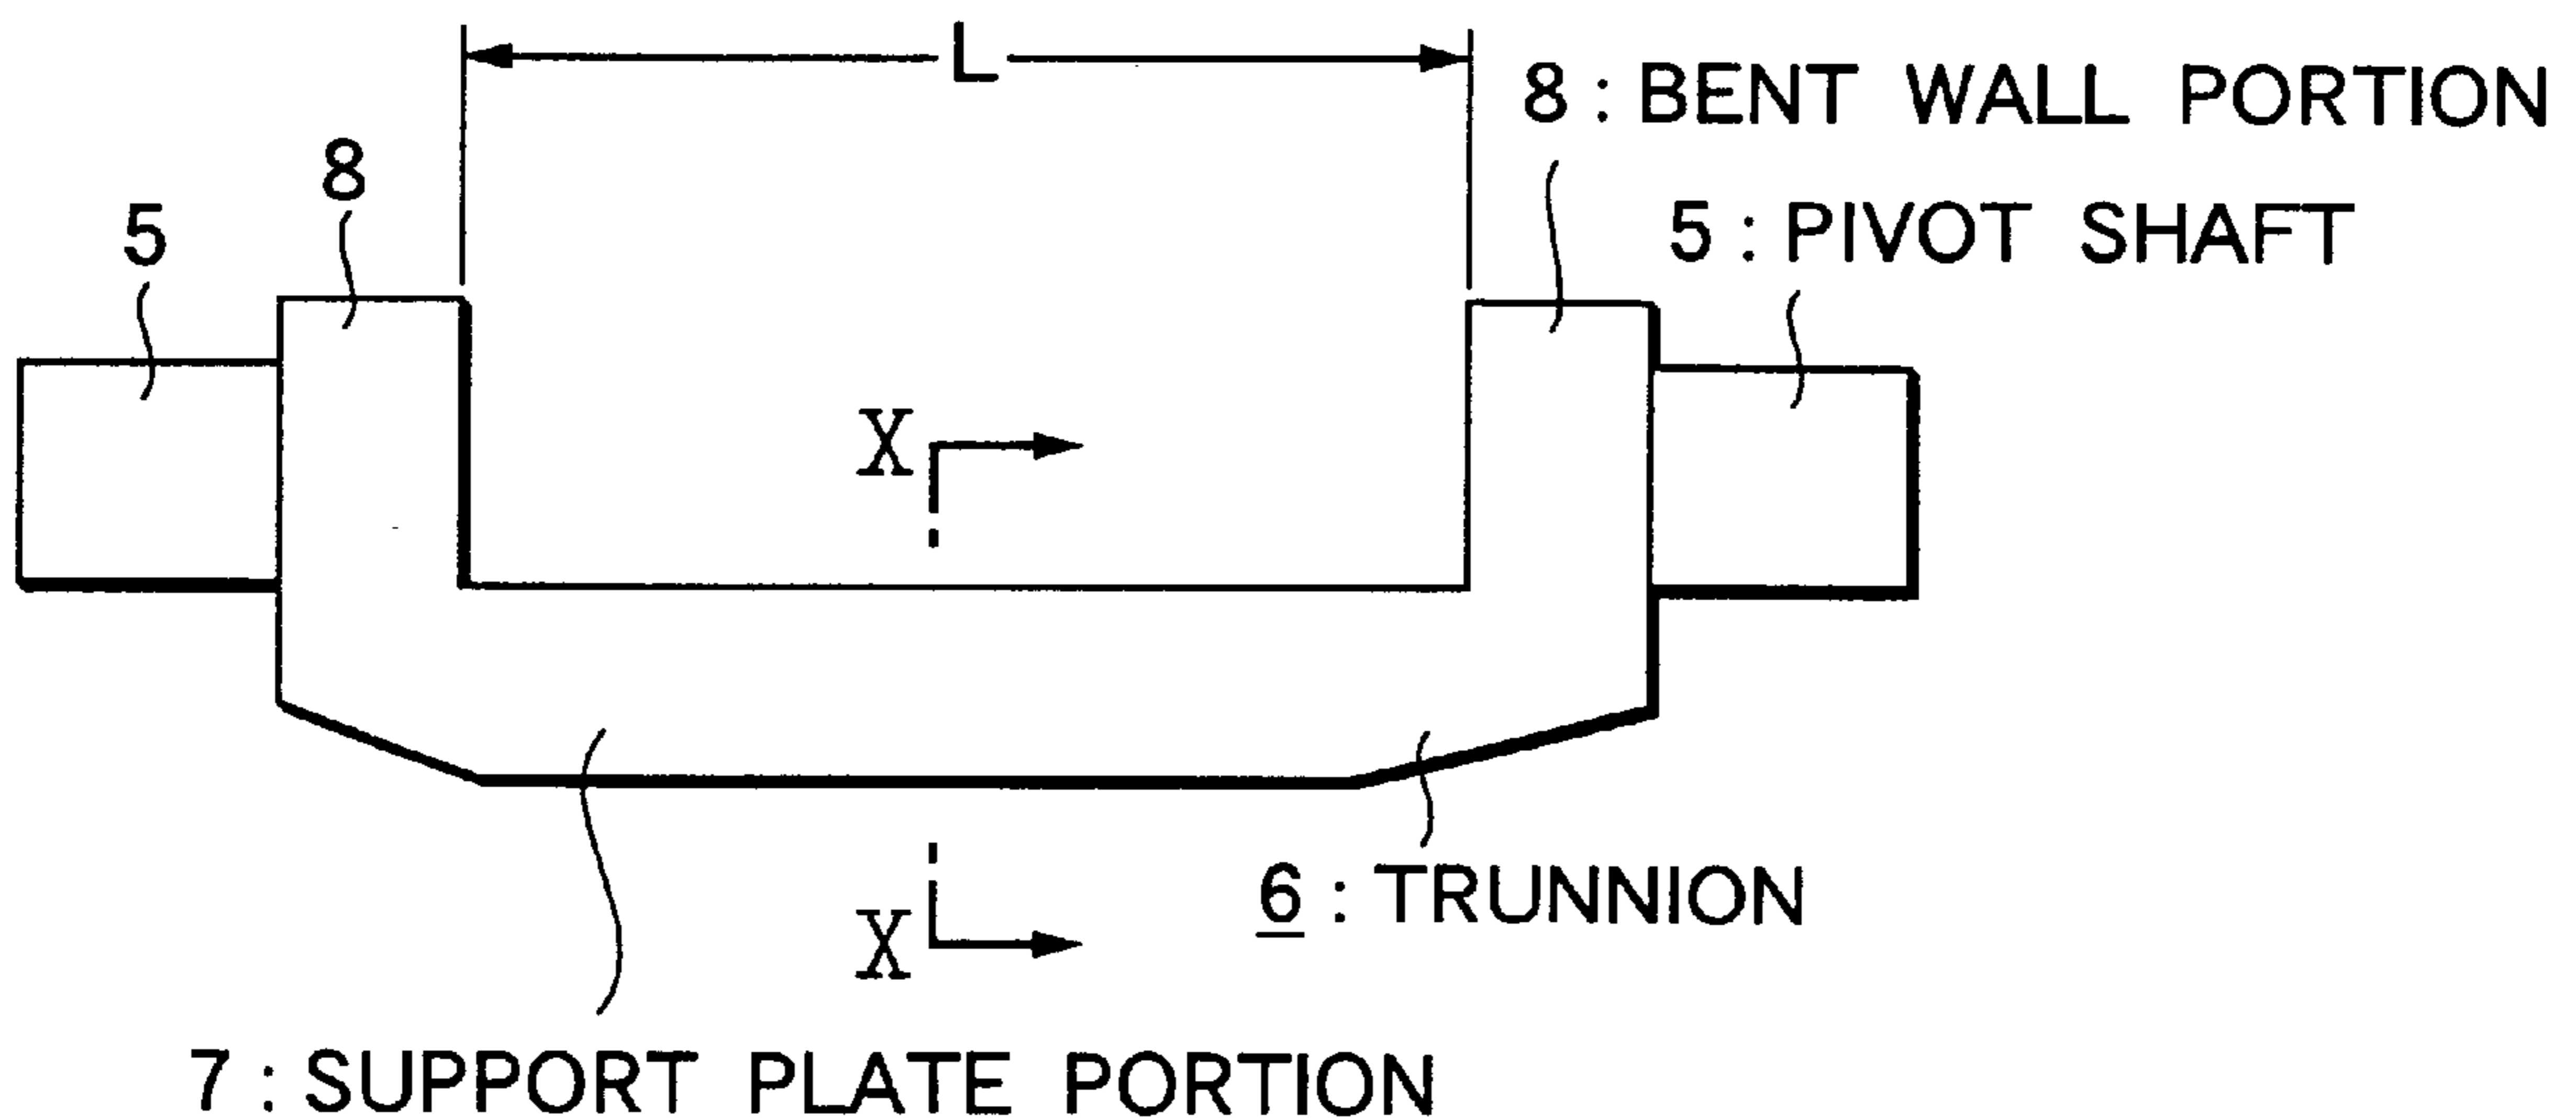 L
8 : BENT WALL PORTION
8
5
5 : PIVOT SHAFT
X
6 : TRUNNION
X
7 : SUPPORT PLATE PORTION